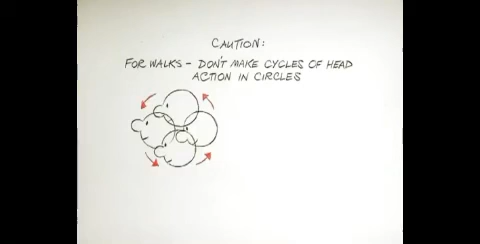 CAUTION:
FOR WALKS - DON'T MAKE CYCLES OF HEAD
ACTION IN CIRCLES